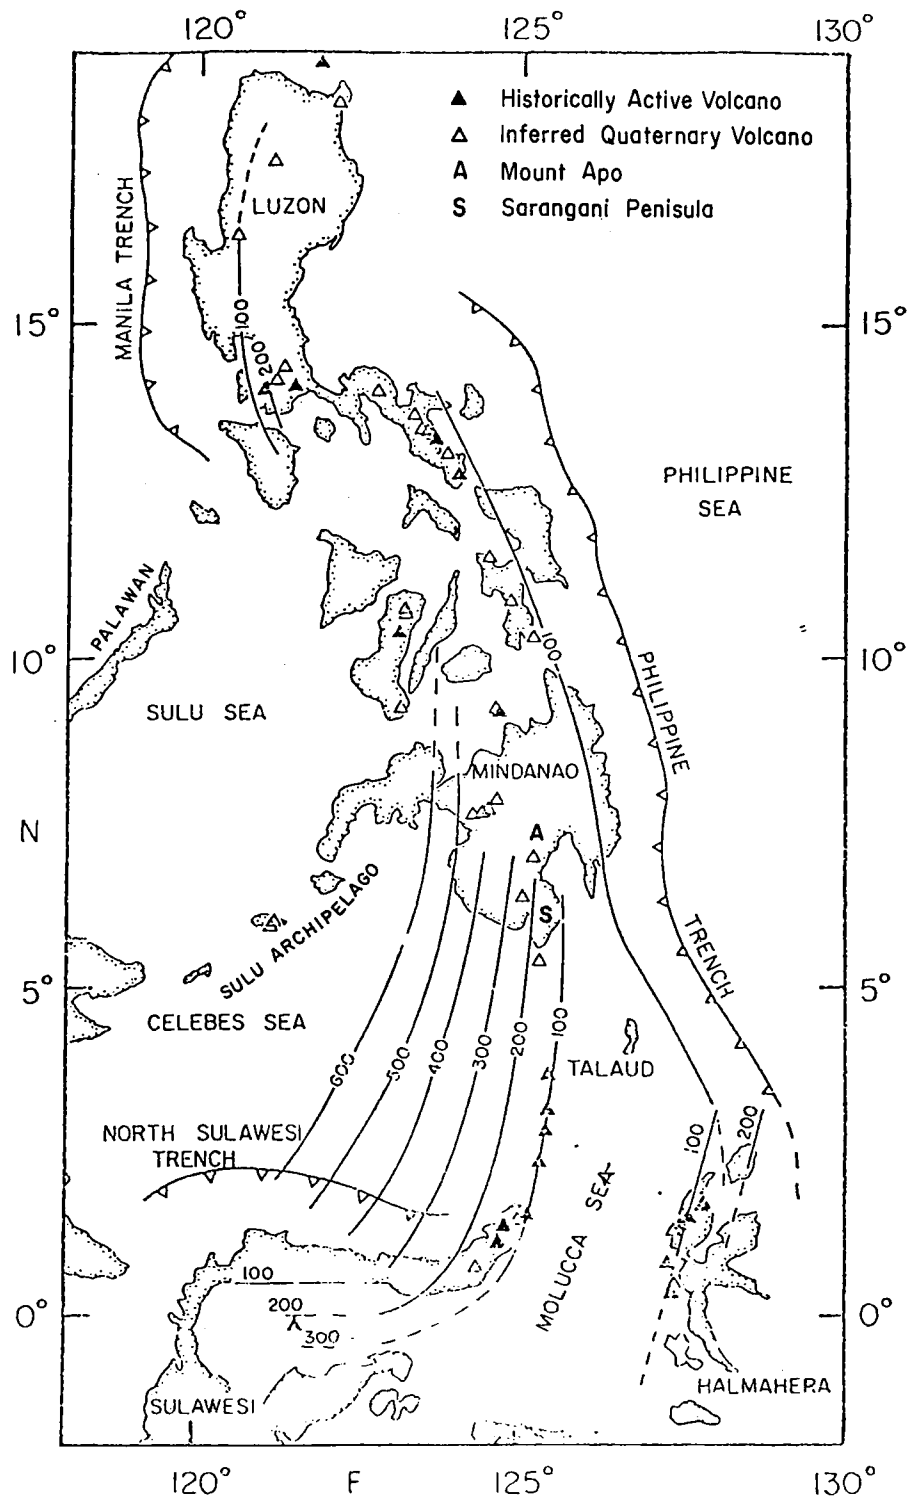 120° 125° 130°
▲ Historically Active Volcano
△ Inferred Quaternary Volcano
A Mount Apo
S Sarangani Penisula
LUZON
MANILA TRENCH
100
15° 15°
200
PHILIPPINE
SEA
PALAWAN
100
10° 10°
SULU SEA
PHILIPPINE
MINDANAO
N
A
SULU ARCHIPELAGO
S
TRENCH
5° 5°
CELEBES SEA
600 500 400 300 200 100
TALAUD
NORTH SULAWESI
TRENCH
100 200
MOLUCCA SEA
100
200
0° 0°
300
HALMAHERA
SULAWESI
120° F 125° 130°